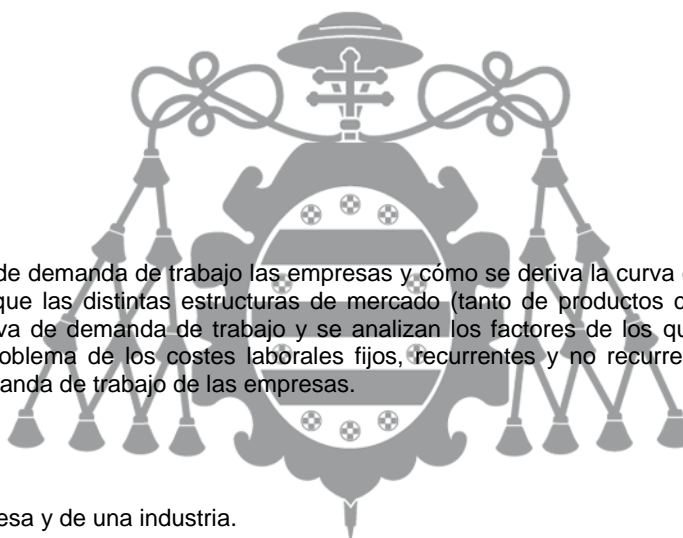 de demanda de trabajo las empresas y cómo se deriva la curva
que las distintas estructuras de mercado (tanto de productos
va de demanda de trabajo y se analizan los factores de los
oblema de los costes laborales fijos, recurrentes y no
anda de trabajo de las empresas.
esa y de una industria.